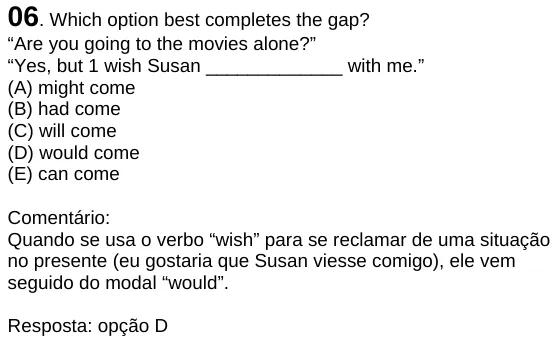 06. Which option best completes the gap?
“Are you going to the movies alone?”
“Yes, but 1 wish Susan _____________ with me.”
(A) might come
(B) had come
(C) will come
(D) would come
(E) can come
Comentário:
Quando se usa o verbo “wish” para se reclamar de uma situação
no presente (eu gostaria que Susan viesse comigo), ele vem
seguido do modal “would”.
Resposta: opção D